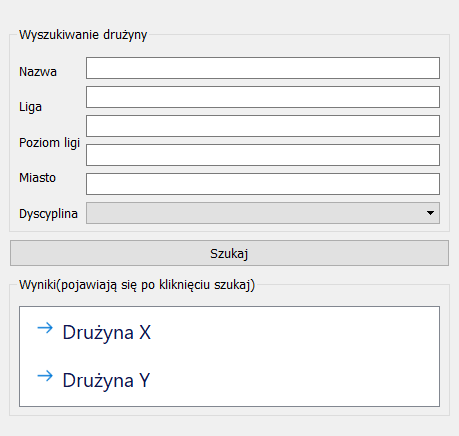 Wyszukiwanie drużyny
Nazwa
Liga
Poziom ligi
Miasto
Dyscyplina
Szukaj
Wyniki(pojawiają się po kliknięciu szukaj)
→ Drużyna X
→ Drużyna Y